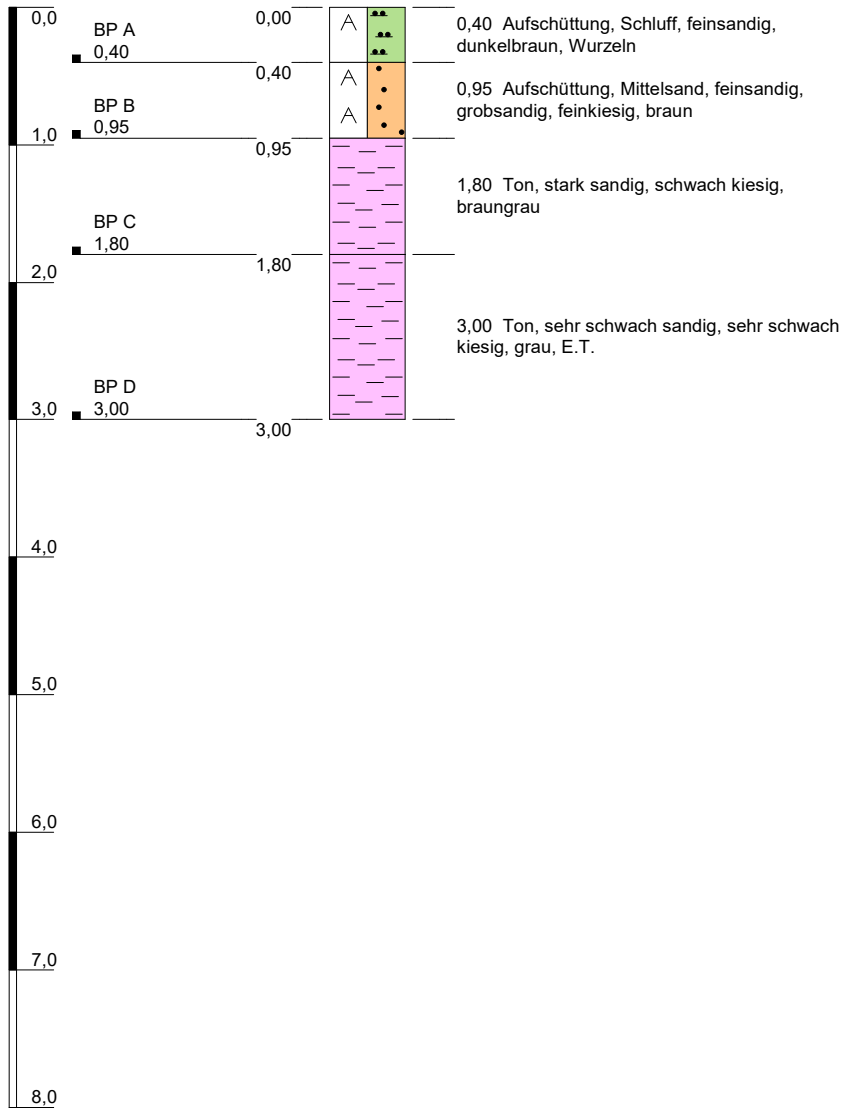 0,0
BP A
0,40
0,00
A
0,40 Aufschüttung, Schluff, feinsandig,
dunkelbraun, Wurzeln
0,40
A
A
BP B
0,95
0,95 Aufschüttung, Mittelsand, feinsandig,
grobsandig, feinkiesig, braun
1,0
0,95
1,80 Ton, stark sandig, schwach kiesig,
braungrau
BP C
1,80
1,80
2,0
3,00 Ton, sehr schwach sandig, sehr schwach
kiesig, grau, E.T.
BP D
3,00
3,0
3,00
4,0
5,0
6,0
7,0
8,0